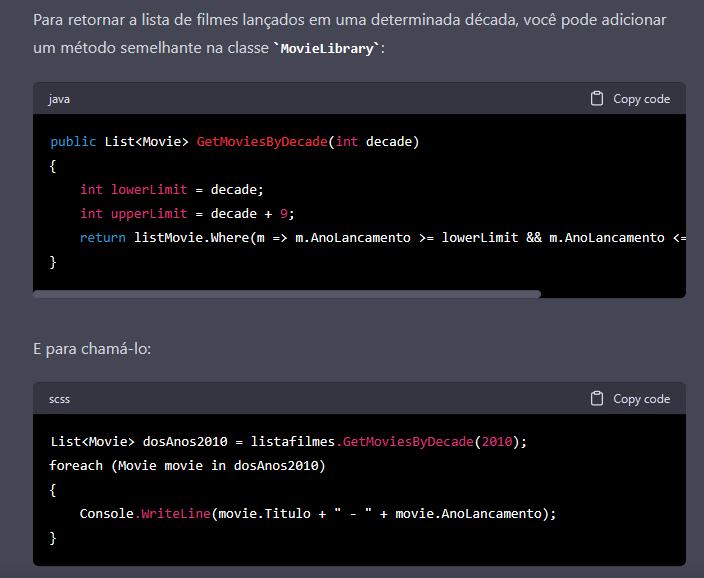 Para retornar a lista de filmes lançados em uma determinada década, você pode adicionar
um método semelhante na classe `MovieLibrary`:
java
Copy code
public List<Movie> GetMoviesByDecade(int decade)
{
    int lowerLimit = decade;
    int upperLimit = decade + 9;
    return listMovie.Where(m => m.AnoLancamento >= lowerLimit && m.AnoLancamento <=
}
E para chamá-lo:
scss
Copy code
List<Movie> dosAnos2010 = listafilmes.GetMoviesByDecade(2010);
foreach (Movie movie in dosAnos2010)
{
    Console.WriteLine(movie.Titulo + " - " + movie.AnoLancamento);
}